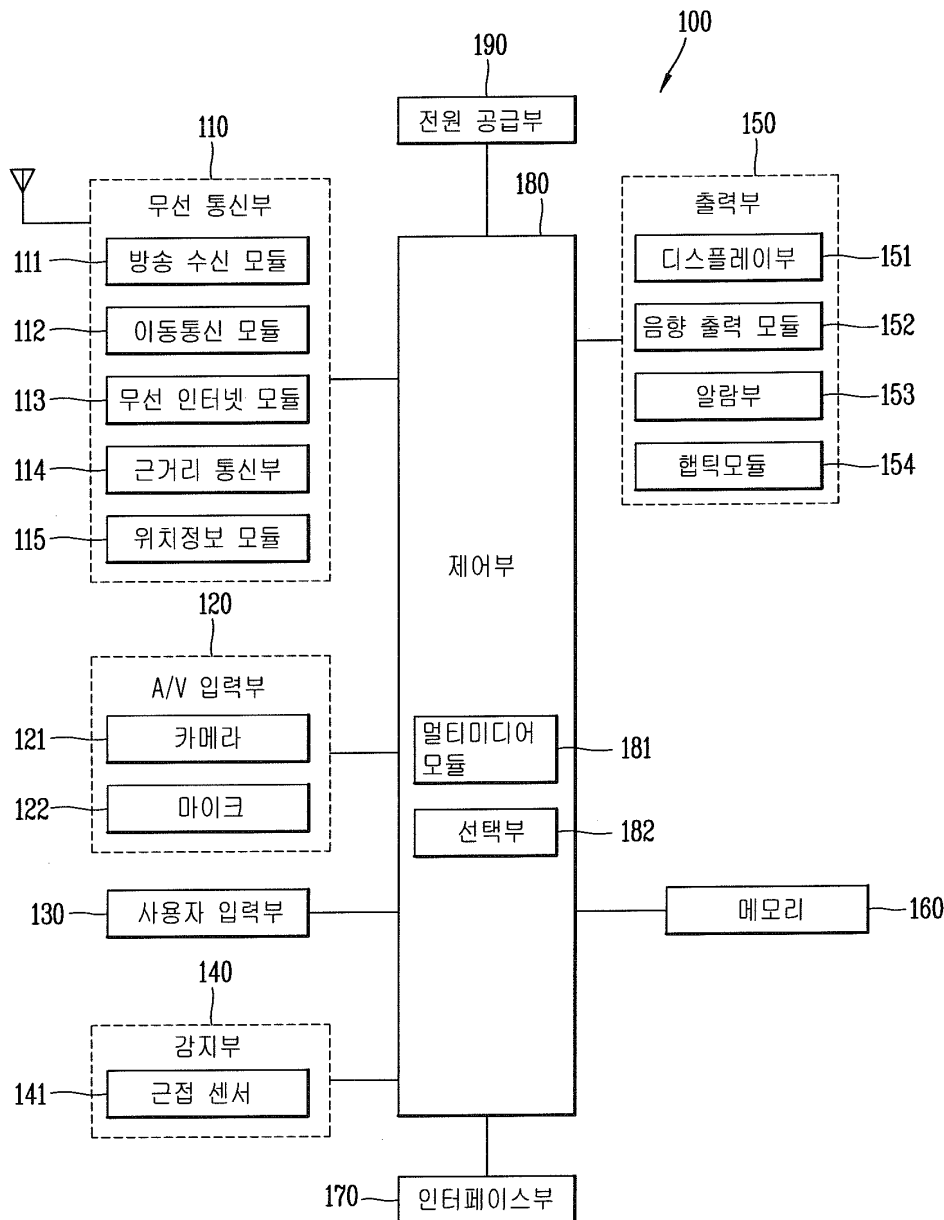 100
190
전원 공급부
110
무선 통신부
111
방송 수신 모듈
112
이동통신 모듈
113
무선 인터넷 모듈
114
근거리 통신부
115
위치정보 모듈
120
A/V 입력부
121
카메라
122
마이크
130
사용자 입력부
140
감지부
141
근접 센서
180
제어부
멀티미디어
모듈
181
선택부
182
150
출력부
디스플레이부
151
음향 출력 모듈
152
알람부
153
햅틱모듈
154
메모리
160
170
인터페이스부